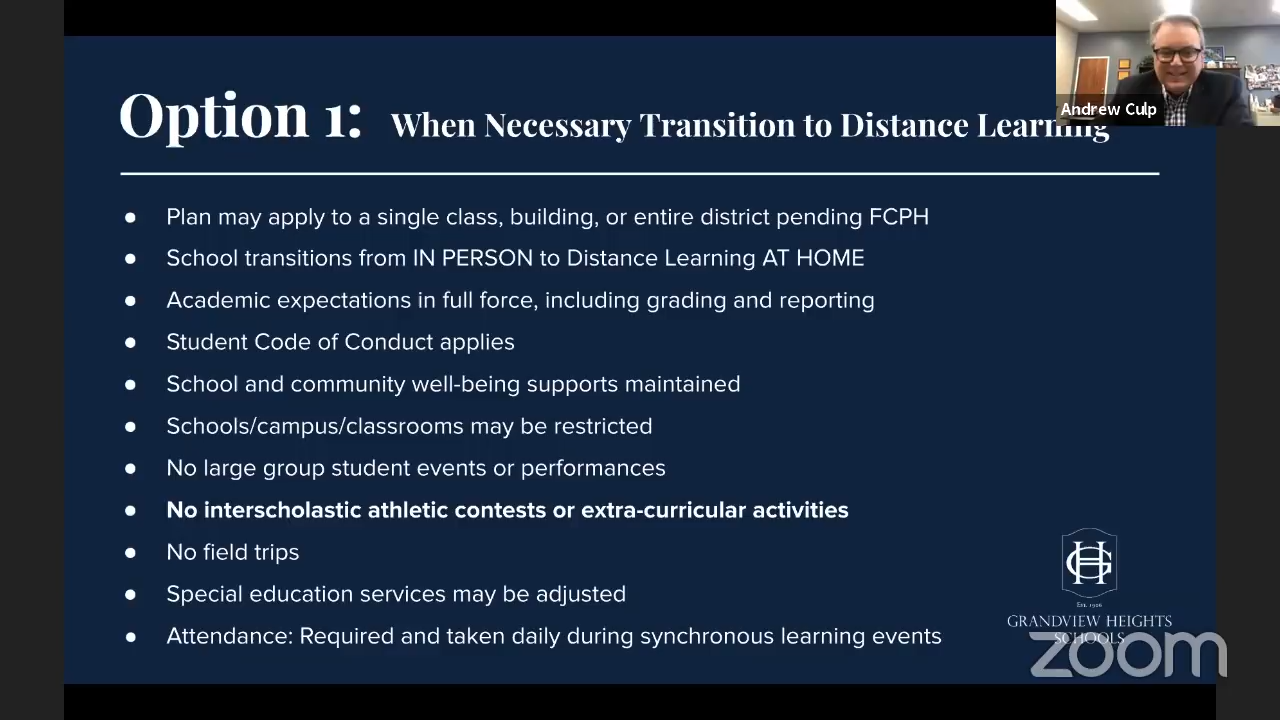 Andrew Culp
Option 1: When Necessary Transition to Distance Learning
● Plan may apply to a single class, building, or entire district pending FCPH
● School transitions from IN PERSON to Distance Learning AT HOME
● Academic expectations in full force, including grading and reporting
● Student Code of Conduct applies
● School and community well-being supports maintained
● Schools/campus/classrooms may be restricted
● No large group student events or performances
● No interscholastic athletic contests or extra-curricular activities
● No field trips
● Special education services may be adjusted
● Attendance: Required and taken daily during synchronous learning events
GH
Est. 1906
GRANDVIEW HEIGHTS
SCHOOLS
zoom